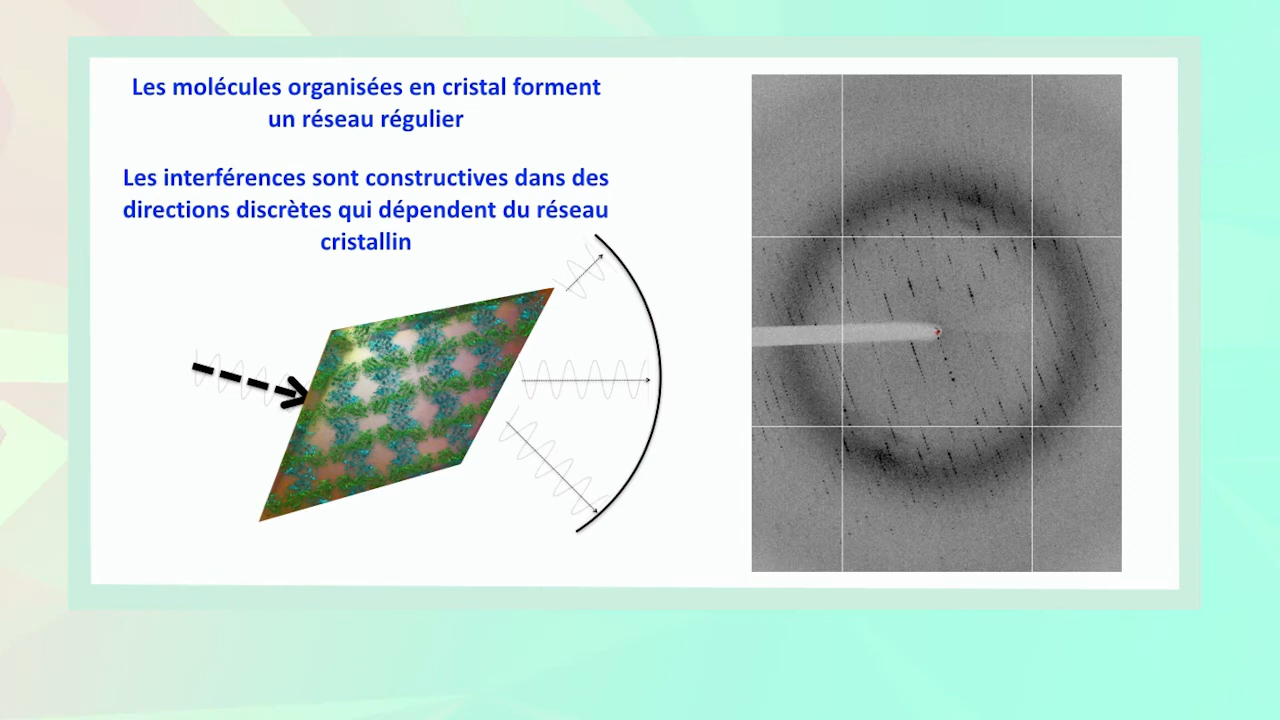 Les molécules organisées en cristal forment
un réseau régulier
Les interférences sont constructives dans des
directions discrètes qui dépendent du réseau
cristallin